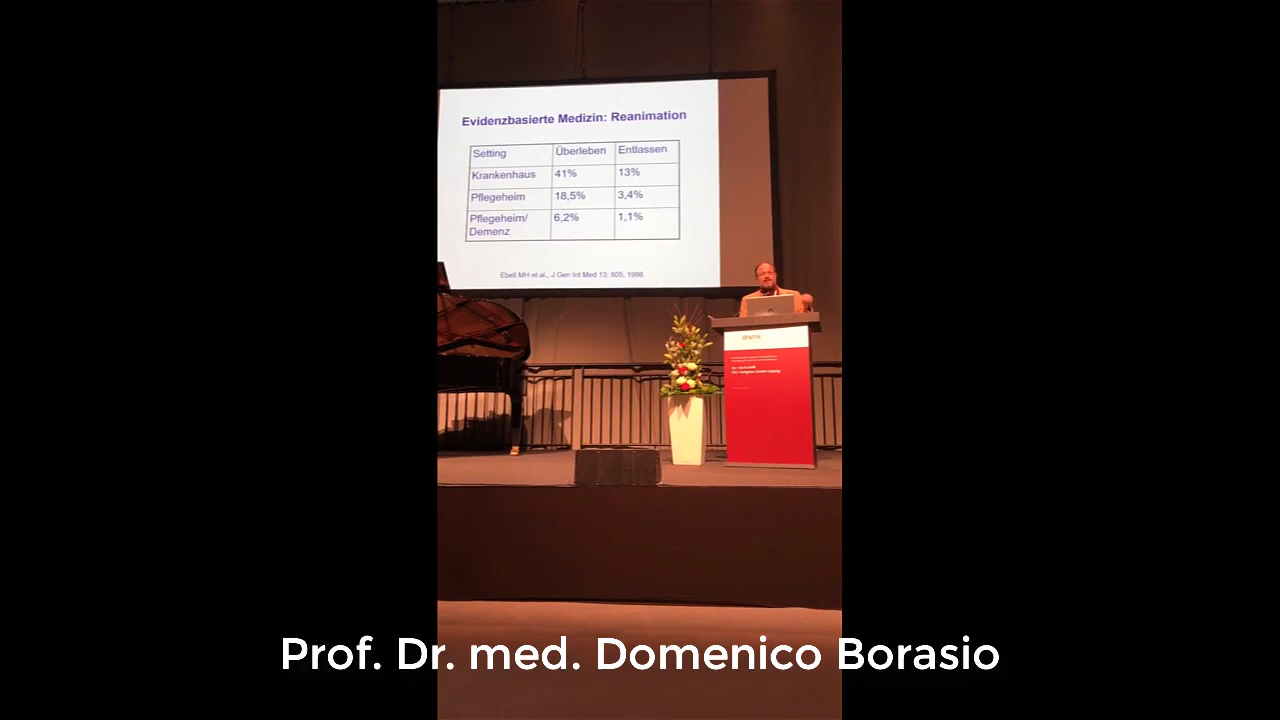 Evidenzbasierte Medizin: Reanimation
Setting Überleben Entlassen
Krankenhaus 41% 13%
Pflegeheim 18,5% 3,4%
Pflegeheim/ 6,2% 1,1%
Demenz
Ebell MH et al., J Gen Int Med 13: 805, 1998
Prof. Dr. med. Domenico Borasio